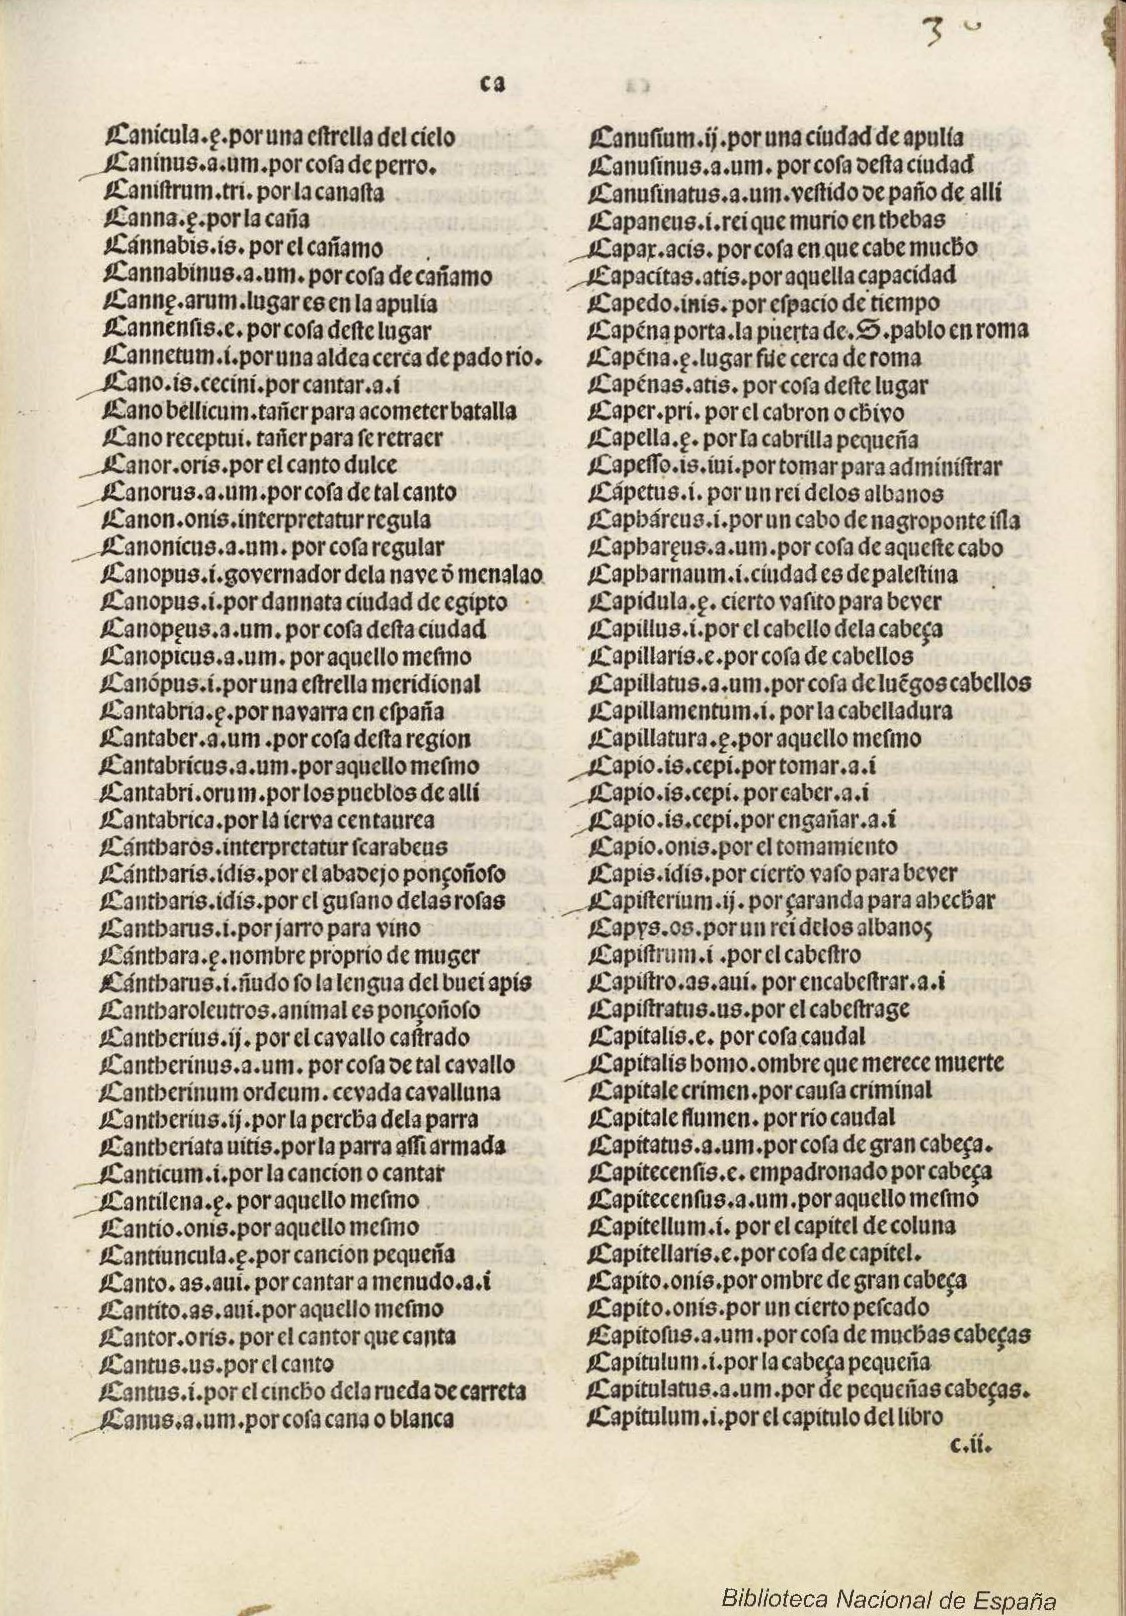 3
ca
Canicula.ę.por una estrella del cielo
Caninus.a.um.por cosa de perro.
Canistrum.tri.por la canasta
Canna.ę.por la caña
Cánnabis.is.por el cañamo
Cannabinus.a.um.por cosa de cañamo
Cannę.arum.lugar es en la apulia
Cannensis.e.por cosa deste lugar
Cannetum.i.por una aldea cerca de pado rio.
Cano.is.cecini.por cantar.a.i
Cano bellicum.tañer para acometer batalla
Cano receptui.tañer para se retraer
Canor.oris.por el canto dulce
Canorus.a.um.por cosa de tal canto
Canon.onis.interpretatur regula
Canonicus.a.um.por cosa regular
Canopus.i.governador dela nave õ menalao
Canopus.i.por dannata ciudad de egipto
Canopęus.a.um.por cosa desta ciudad
Canopicus.a.um.por aquello mesmo
Canópus.i.por una estrella meridional
Cantabria.ę.por navarra en españa
Cantaber.a.um.por cosa desta region
Cantabricus.a.um.por aquello mesmo
Cantabri.orum.por los pueblos de alli
Cantabrica.por la ierva centaurea
Cántharos.interpretatur scarabeus
Cántharis.idis.por el abadejo ponçoñoso
Cantharis.idis.por el gusano delas rosas
Cantharus.i.por jarro para vino
Cánthara.ę.nombre proprio de muger
Cántharus.i.ñudo so la lengua del buei apis
Cantharoleutros.animal es ponçoñoso
Cantherius.ij.por el cavallo castrado
Cantherinus.a.um.por cosa de tal cavallo
Cantherinum ordeum.cevada cavalluna
Cantherius.ij.por la percha dela parra
Cantheriata uitis.por la parra assi armada
Canticum.i.por la cancion o cantar
Cantilena.ę.por aquello mesmo
Cantio.onis.por aquello mesmo
Cantiuncula.ę.por cancion pequeña
Canto.as.aui.por cantar a menudo.a.i
Cantito.as.aui.por aquello mesmo
Cantor.oris.por el cantor que canta
Cantus.us.por el canto
Cantus.i.por el cincho dela rueda de carreta
Canus.a.um.por cosa cana o blanca
Canusium.ij.por una ciudad de apulia
Canusinus.a.um.por cosa desta ciudad
Canusinatus.a.um.vestido de paño de alli
Capaneus.i.rei que murio en thebas
Capax.acis.por cosa en que cabe mucho
Capacitas.atis.por aquella capacidad
Capedo.inis.por espacio de tiempo
Capéna porta.la puerta de.S.pablo en roma
Capéna.ę.lugar fue cerca de roma
Capénas.atis.por cosa deste lugar
Caper.pri.por el cabron o chivo
Capella.ę.por la cabrilla pequeña
Capesso.is.iui.por tomar para administrar
Cápetus.i.por un rei delos albanos
Capháreus.i.por un cabo de nagroponte isla
Capharęus.a.um.por cosa de aqueste cabo
Capharnaum.i.ciudad es de palestina
Capidula.ę.cierto vasito para bever
Capillus.i.por el cabello dela cabeça
Capillaris.e.por cosa de cabellos
Capillatus.a.um.por cosa de luēgos cabellos
Capillamentum.i.por la cabelladura
Capillatura.ę.por aquello mesmo
Capio.is.cepi.por tomar.a.i
Capio.is.cepi.por caber.a.i
Capio.is.cepi.por engañar.a.i
Capio.onis.por el tomamiento
Capis.idis.por cierto vaso para bever
Capisterium.ij.por çaranda para ahechar
Capys.os.por un rei delos albanos
Capistrum.i.por el cabestro
Capistro.as.aui.por encabestrar.a.i
Capistratus.us.por el cabestrage
Capitalis.e.por cosa caudal
Capitalis homo.ombre que merece muerte
Capitale crimen.por causa criminal
Capitale flumen.por rio caudal
Capitatus.a.um.por cosa de gran cabeça.
Capitecensis.e.empadronado por cabeça
Capitecensus.a.um.por aquello mesmo
Capitellum.i.por el capitel de coluna
Capitellaris.e.por cosa de capitel.
Capito.onis.por ombre de gran cabeça
Capito.onis.por un cierto pescado
Capitosus.a.um.por cosa de muchas cabeças
Capitulum.i.por la cabeça pequeña
Capitulatus.a.um.por de pequeñas cabeças.
Capitulum.i.por el capitulo del libro
c.ii.
Biblioteca Nacional de España